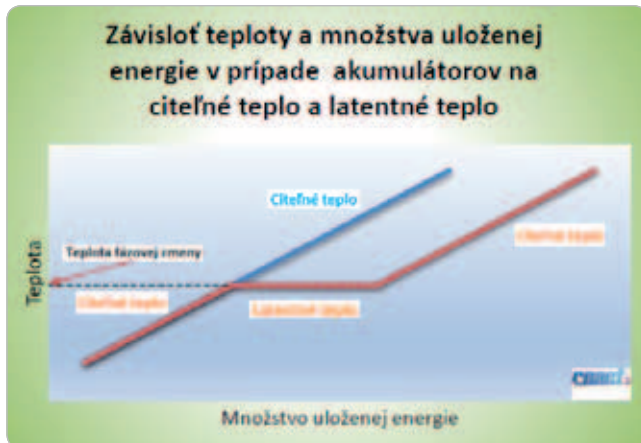 Závisloť teploty a množstva uloženej
energie v prípade akumulátorov na
citeľné teplo a latentné teplo
Citeľné teplo
Citeľné teplo
Teplota fázovej zmeny
Teplota
Citeľné teplo
Latentné teplo
Množstvo uloženej energie